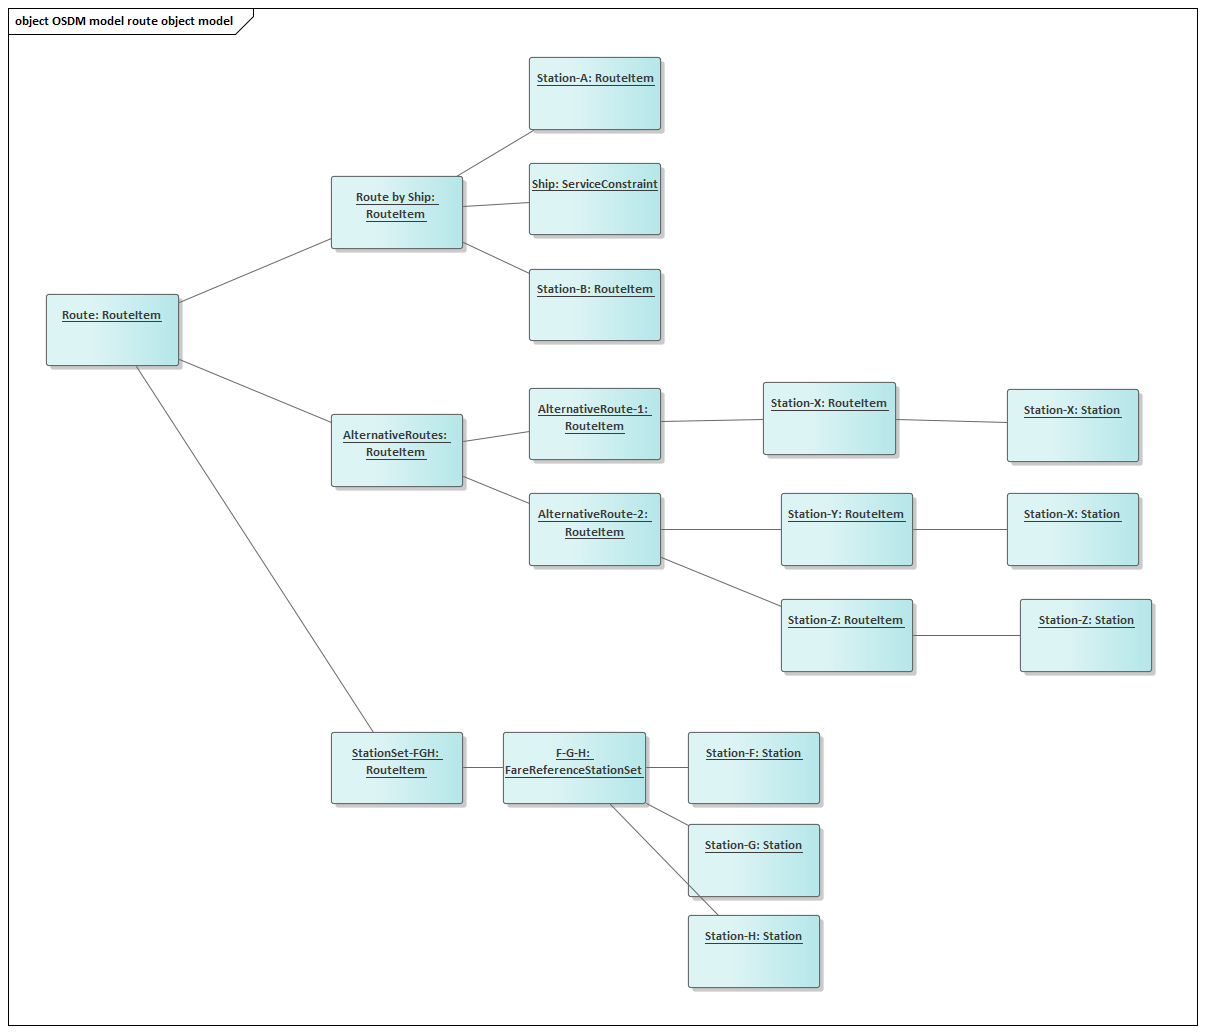 object OSDM model route object model
Station-A: RouteItem
Ship: ServiceConstraint
Route by Ship:
RouteItem
Station-B: RouteItem
Route: RouteItem
AlternativeRoutes:
RouteItem
AlternativeRoute-1:
RouteItem
Station-X: RouteItem
Station-X: Station
AlternativeRoute-2:
RouteItem
Station-Y: RouteItem
Station-X: Station
Station-Z: RouteItem
Station-Z: Station
StationSet-FGH:
RouteItem
F-G-H:
FareReferenceStationSet
Station-F: Station
Station-G: Station
Station-H: Station